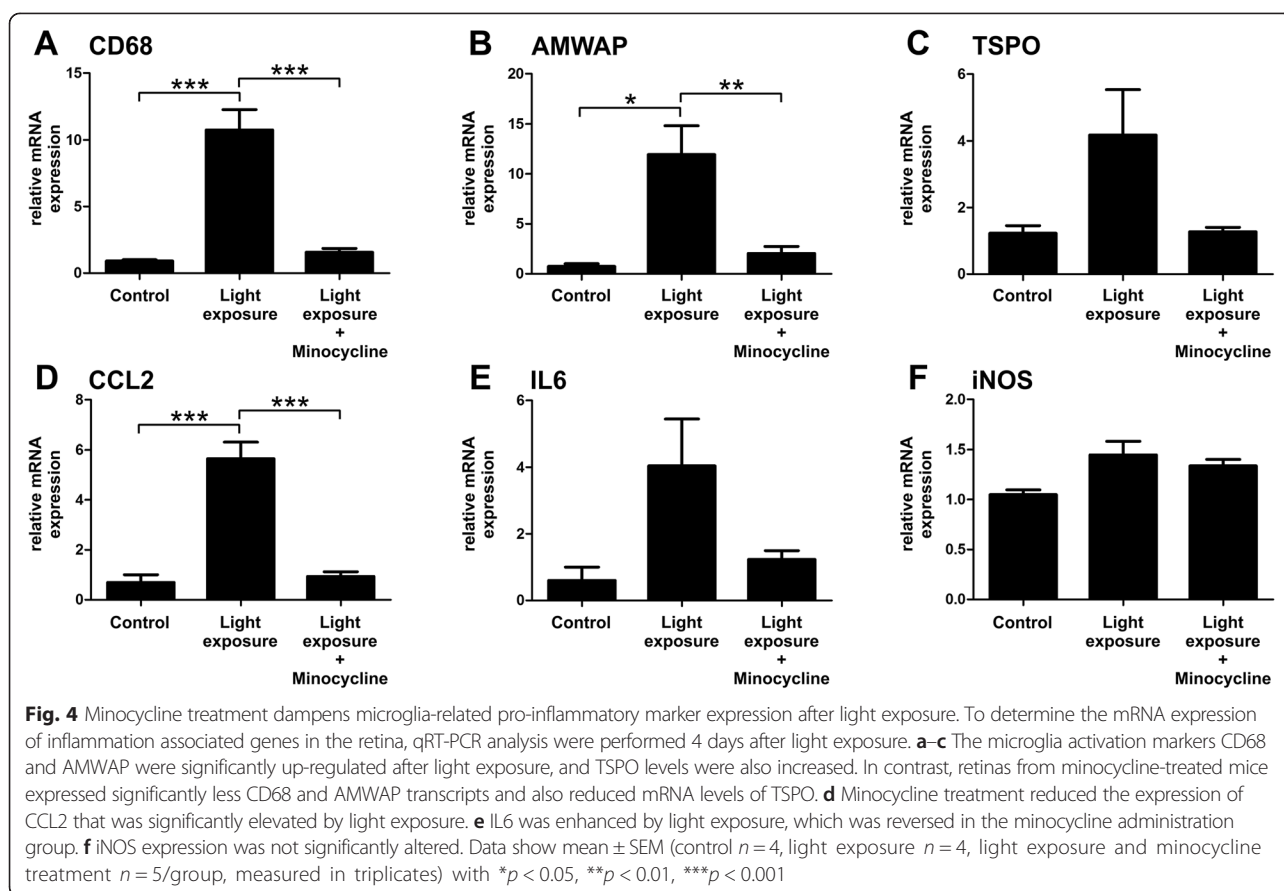 A CD68
relative mRNA
expression
15
10
5
0
***
***
Control
Light
exposure
Light
exposure
+
Minocycline
B AMWAP
relative mRNA
expression
20
15
10
5
0
*
**
Control
Light
exposure
Light
exposure
+
Minocycline
C TSPO
relative mRNA
expression
6
4
2
0
Control
Light
exposure
Light
exposure
+
Minocycline
D CCL2
relative mRNA
expression
8
6
4
2
0
***
***
Control
Light
exposure
Light
exposure
+
Minocycline
E IL6
relative mRNA
expression
6
4
2
0
Control
Light
exposure
Light
exposure
+
Minocycline
F iNOS
relative mRNA
expression
2.0
1.5
1.0
0.5
0.0
Control
Light
exposure
Light
exposure
+
Minocycline
Fig. 4 Minocycline treatment dampens microglia-related pro-inflammatory marker expression after light exposure. To determine the mRNA expression
of inflammation associated genes in the retina, qRT-PCR analysis were performed 4 days after light exposure. a–c The microglia activation markers CD68
and AMWAP were significantly up-regulated after light exposure, and TSPO levels were also increased. In contrast, retinas from minocycline-treated mice
expressed significantly less CD68 and AMWAP transcripts and also reduced mRNA levels of TSPO. d Minocycline treatment reduced the expression of
CCL2 that was significantly elevated by light exposure. e IL6 was enhanced by light exposure, which was reversed in the minocycline administration
group. f iNOS expression was not significantly altered. Data show mean ± SEM (control n = 4, light exposure n = 4, light exposure and minocycline
treatment n = 5/group, measured in triplicates) with *p < 0.05, **p < 0.01, ***p < 0.001